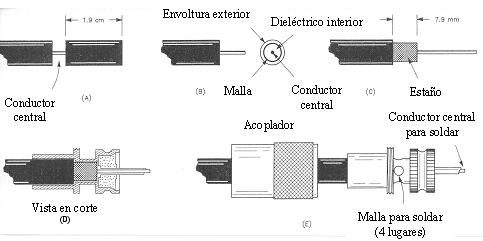 1.9 cm
Conductor
central
(A)
Envoltura exterior
Dieléctrico interior
(B)
Malla
Conductor
central
7.9 mm
(C)
Estaño
Vista en corte
(D)
Acoplador
(E)
Conductor central
para soldar
Malla para soldar
(4 lugares)